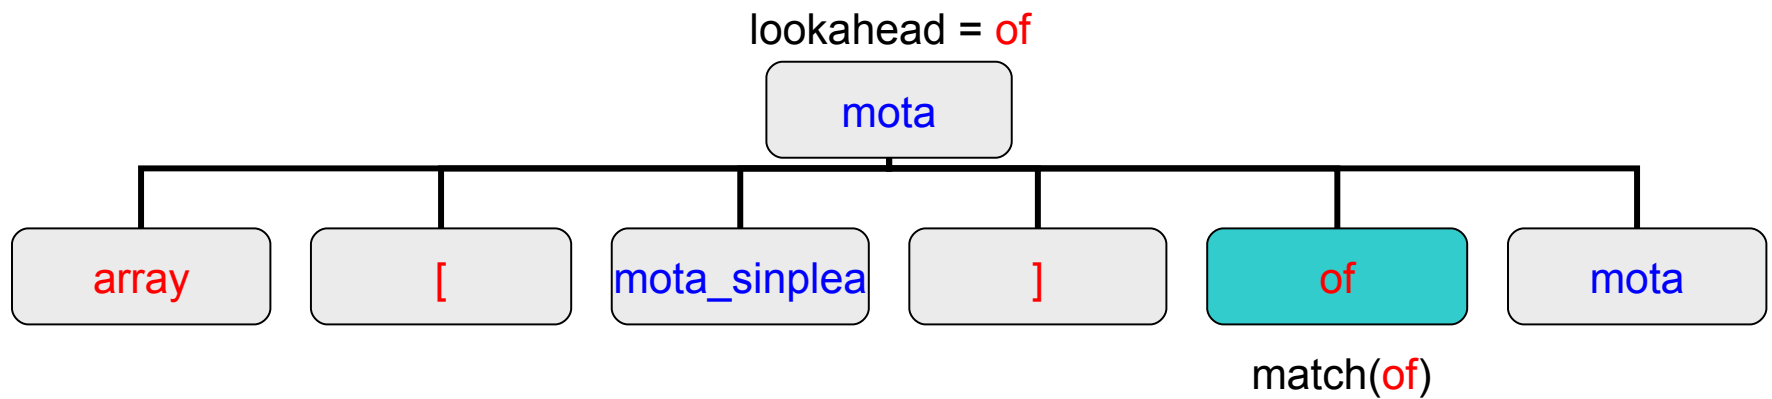 lookahead = of
mota
array [ mota_sinplea ] of mota
match(of)